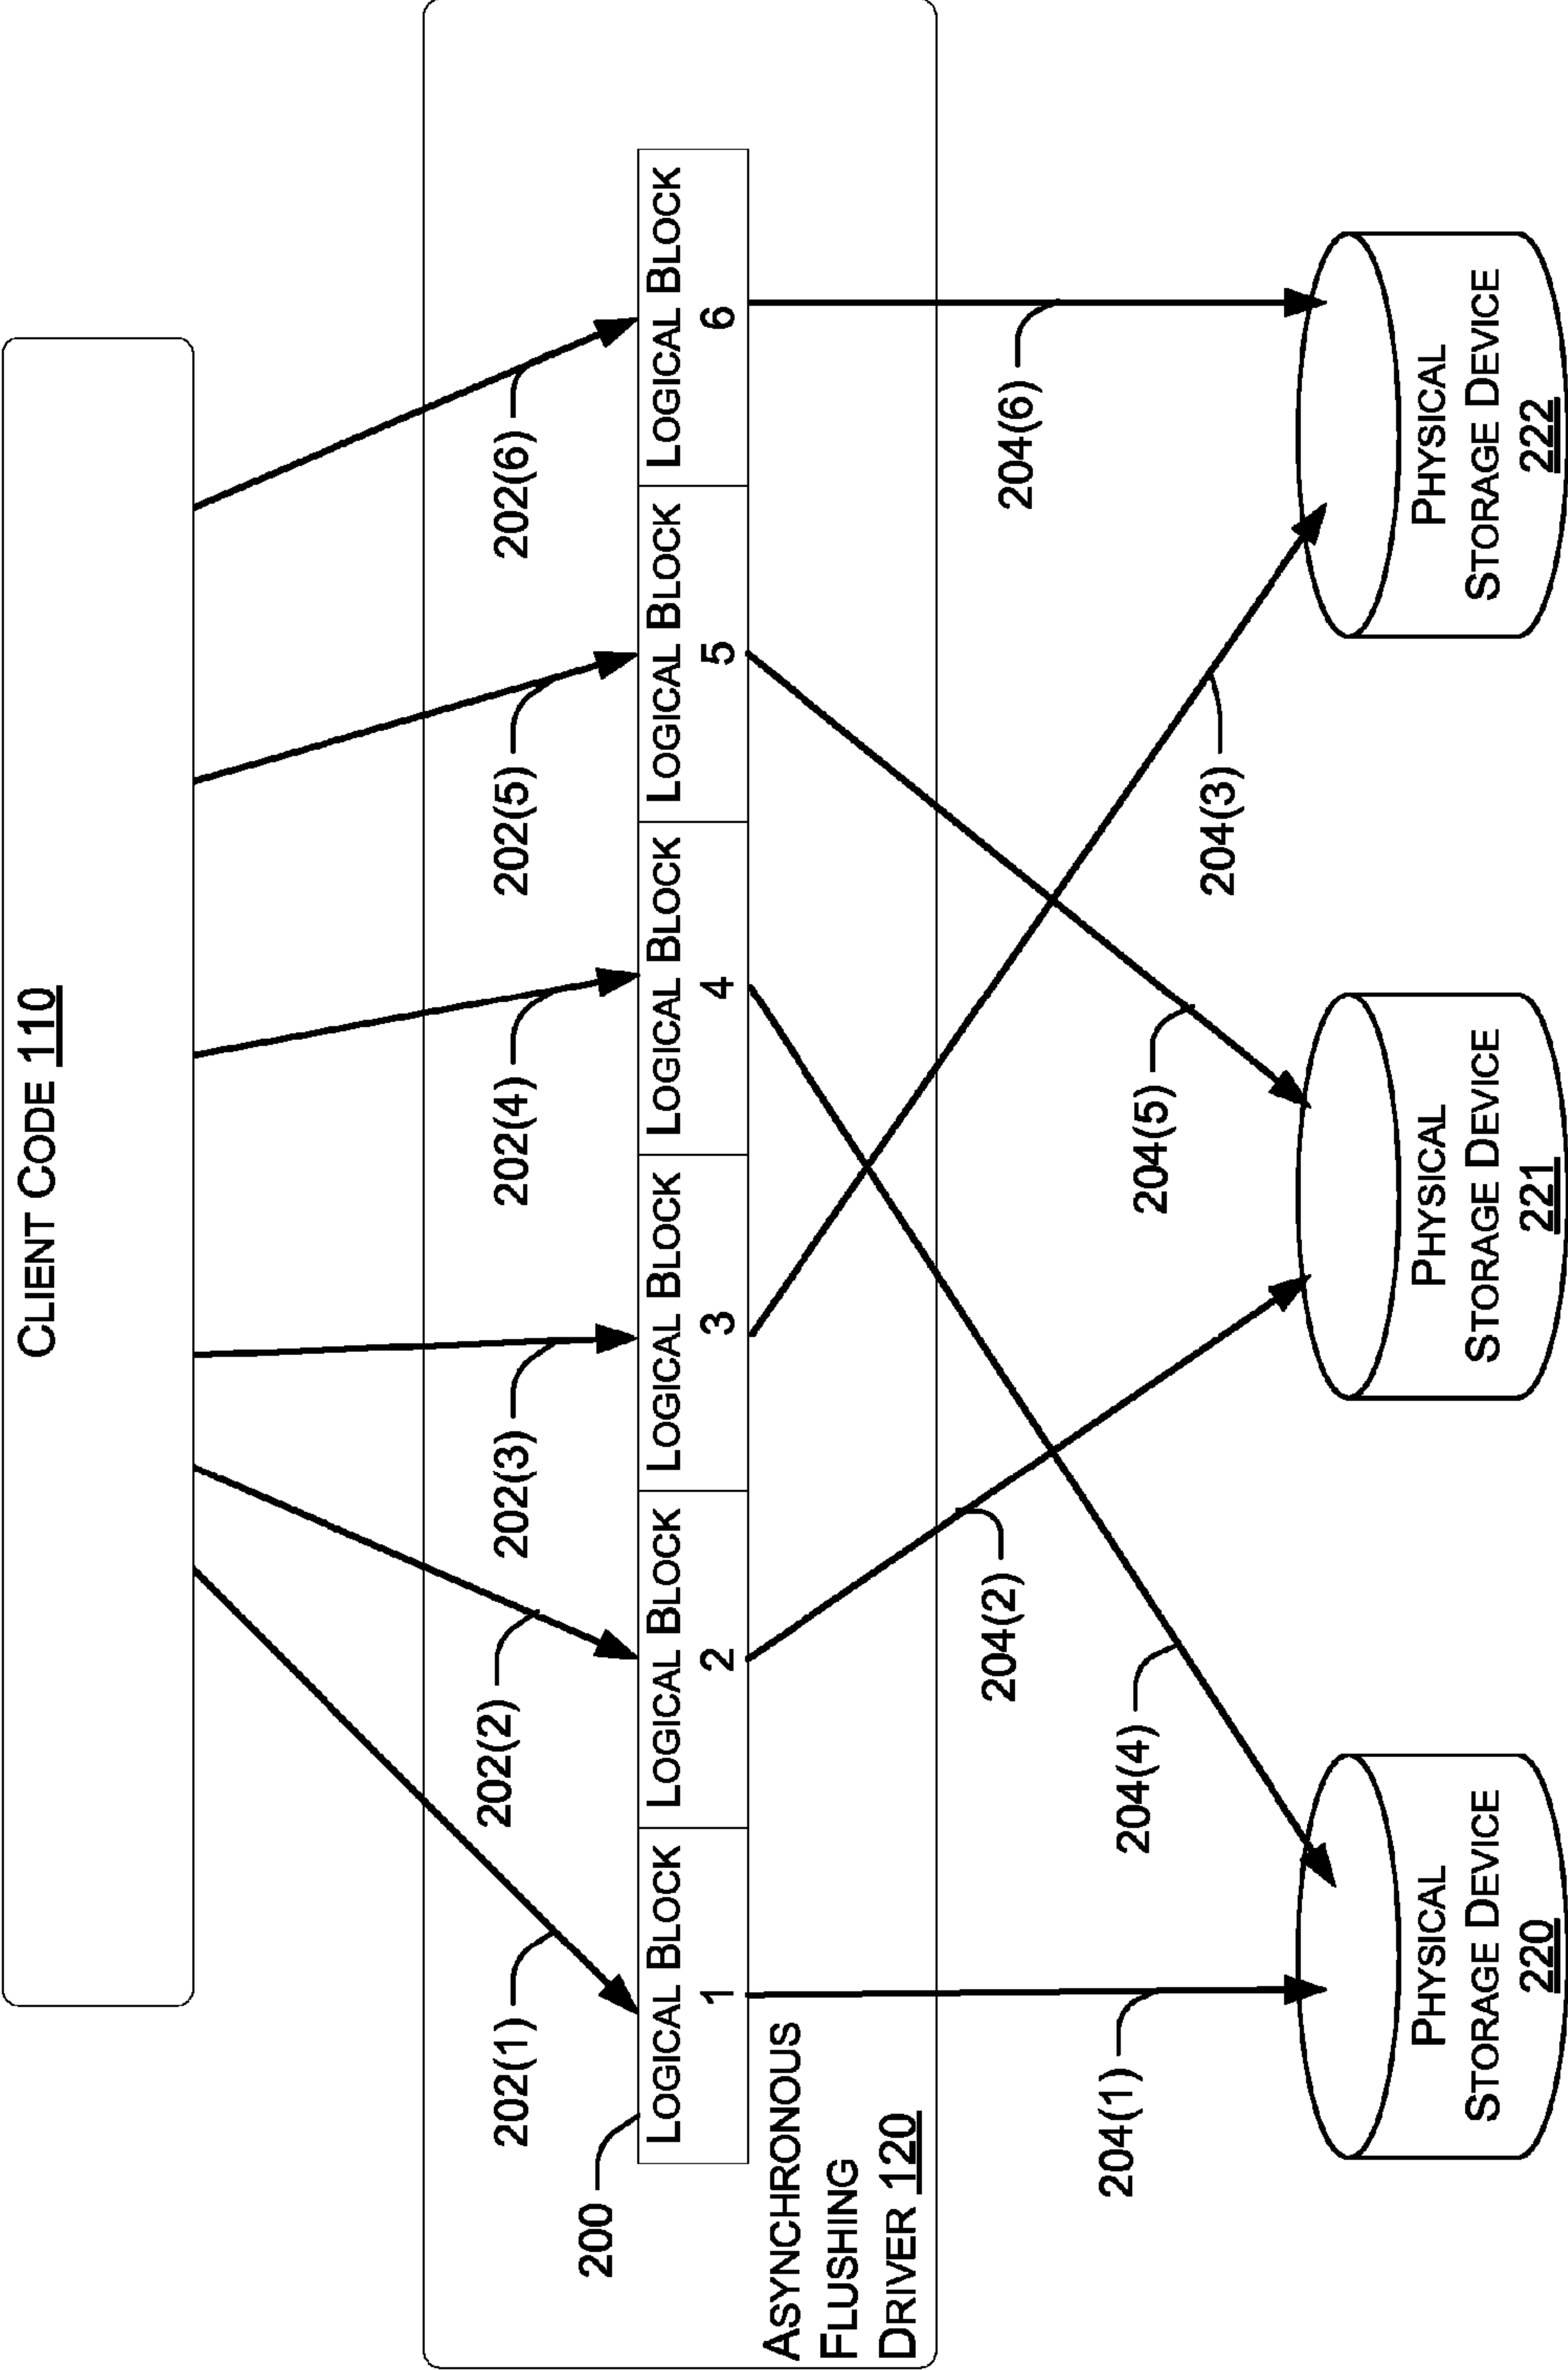 CLIENT CODE 110
202(1)
202(2)
202(3)
202(4)
202(5)
202(6)
200
LOGICAL BLOCK
1
LOGICAL BLOCK
2
LOGICAL BLOCK
3
LOGICAL BLOCK
4
LOGICAL BLOCK
5
LOGICAL BLOCK
6
ASYNCHRONOUS
FLUSHING
DRIVER 120
204(1)
204(4)
204(2)
204(5)
204(3)
204(6)
PHYSICAL
STORAGE DEVICE
220
PHYSICAL
STORAGE DEVICE
221
PHYSICAL
STORAGE DEVICE
222